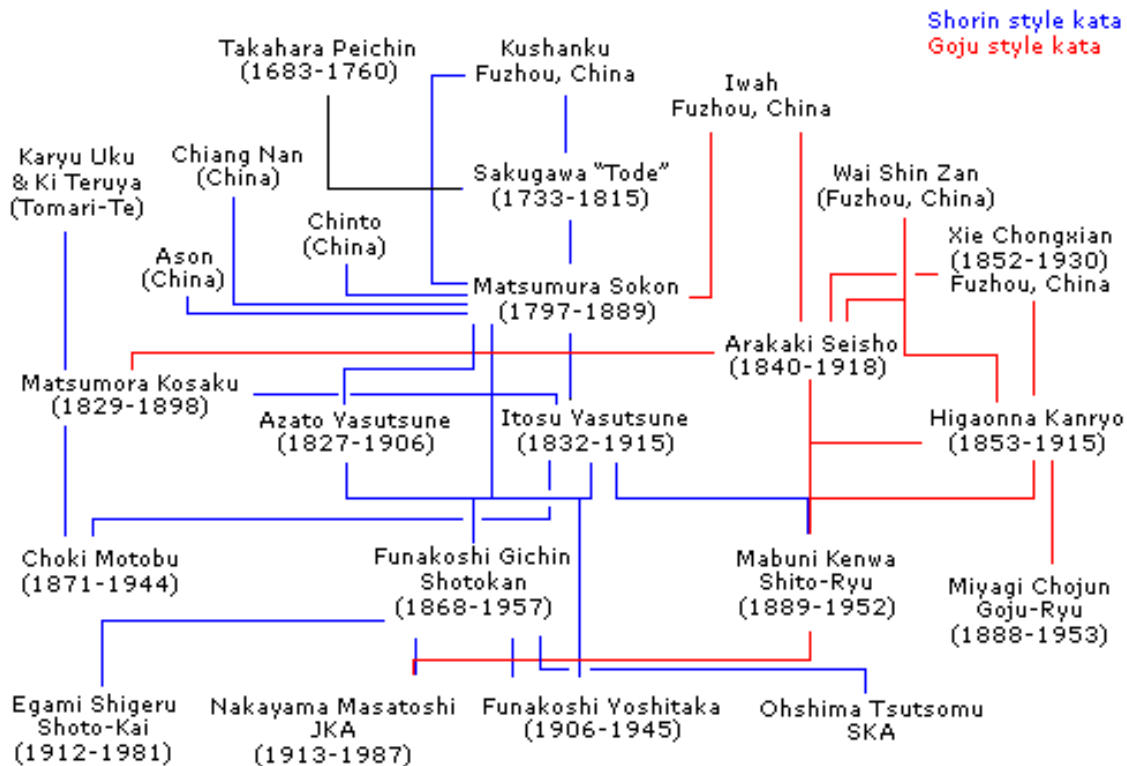 Shorin style kata
Goju style kata
Takahara Peichin
(1683-1760)
Kushanku
Fuzhou, China
Iwah
Fuzhou, China
Karyu Uku
& Ki Teruya
(Tomari-Te)
Chiang Nan
(China)
Sakugawa "Tode"
(1733-1815)
Wai Shin Zan
(Fuzhou, China)
Chinto
(China)
Ason
(China)
Xie Chongxian
(1852-1930)
Fuzhou, China
Matsumura Sokon
(1797-1889)
Arakaki Seisho
(1840-1918)
Matsumora Kosaku
(1829-1898)
Azato Yasutsune
(1827-1906)
Itosu Yasutsune
(1832-1915)
Higaonna Kanryo
(1853-1915)
Choki Motobu
(1871-1944)
Funakoshi Gichin
Shotokan
(1868-1957)
Mabuni Kenwa
Shito-Ryu
(1889-1952)
Miyagi Chojun
Goju-Ryu
(1888-1953)
Egami Shigeru
Shoto-Kai
(1912-1981)
Nakayama Masatoshi
JKA
(1913-1987)
Funakoshi Yoshitaka
(1906-1945)
Ohshima Tsutsomu
SKA